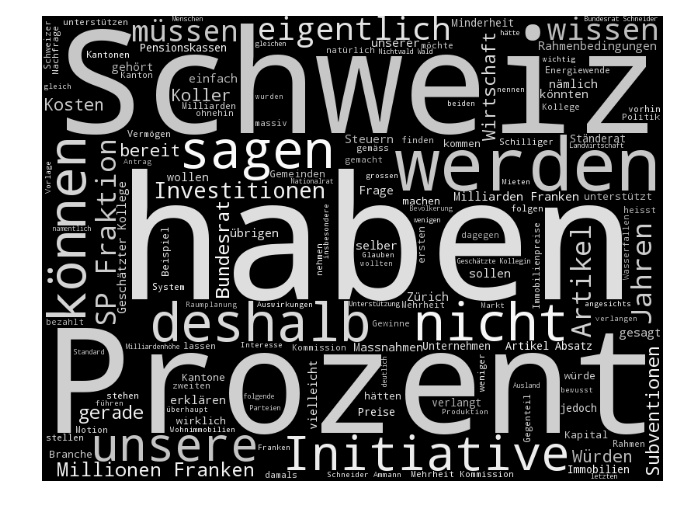 Schweizer
Nachfrage
unterstützen
Menschen
Bundesrat Schneider
müssen
eigentlich
Minderheit
wissen
Kantonen
Pensionskassen
gleichen
unserer
möchte
hätte
Rahmenbedingungen
Schweiz
gehört
Kanton
natürlich
Nichtwald Wald
Wirtschaft
wichtig
Energiewende
gleich
einfach
nämlich
Kosten
Koller
Milliarden
ohnehin
wurden
beiden
nennen
könnten
Kollege
vorhin
Politik
massiv
Vermögen
Steuern
gemäss
finden
kommen
Schilliger
Ständerat
Landwirtschaft
bereit
sagen
werden
Antrag
gemacht
grossen
Mieten
Vorlage
können
SP Fraktion
wollen
Gemeinden
Nationalrat
Investitionen
Frage
machen
Milliarden Franken
unterstützt
Bevölkerung
insbesondere
wenigen
folgen
heisst
namentlich
Geschätzter Kollege
Beispiel
Bundesrat
übrigen
haben
selber
ersten
dagegen
Immobilienpreise
Wasserfallen
Artikel
Jahren
System
nehmen
Glauben
wollten
Geschätzte Kollegin
sollen
angesichts
Zürich
Raumplanung
Auswirkungen
Unterstützung
Mehrheit
Markt
verlangen
bezahlt
deshalb
Gewinne
nicht
gesagt
Standard
Milliardenhöhe
lassen
Interesse
Kommission
Massnahmen
Unternehmen
Artikel Absatz
Prozent
Kantone
zweiten
deutlich
weniger
Ausland
würde
bewusst
Subventionen
stehen
führen
erklären
überhaupt
folgende
Parteien
vielleicht
hätten
Preise
verlangt
Produktion
Gegenteil
jedoch
gerade
Motion
wirklich
Wohnimmobilien
stellen
unsere
Kapital
Rahmen
Branche
Franken
Initiative
Würden
Millionen Franken
damals
Schneider Ammann
Mehrheit Kommission
Immobilien
letzten